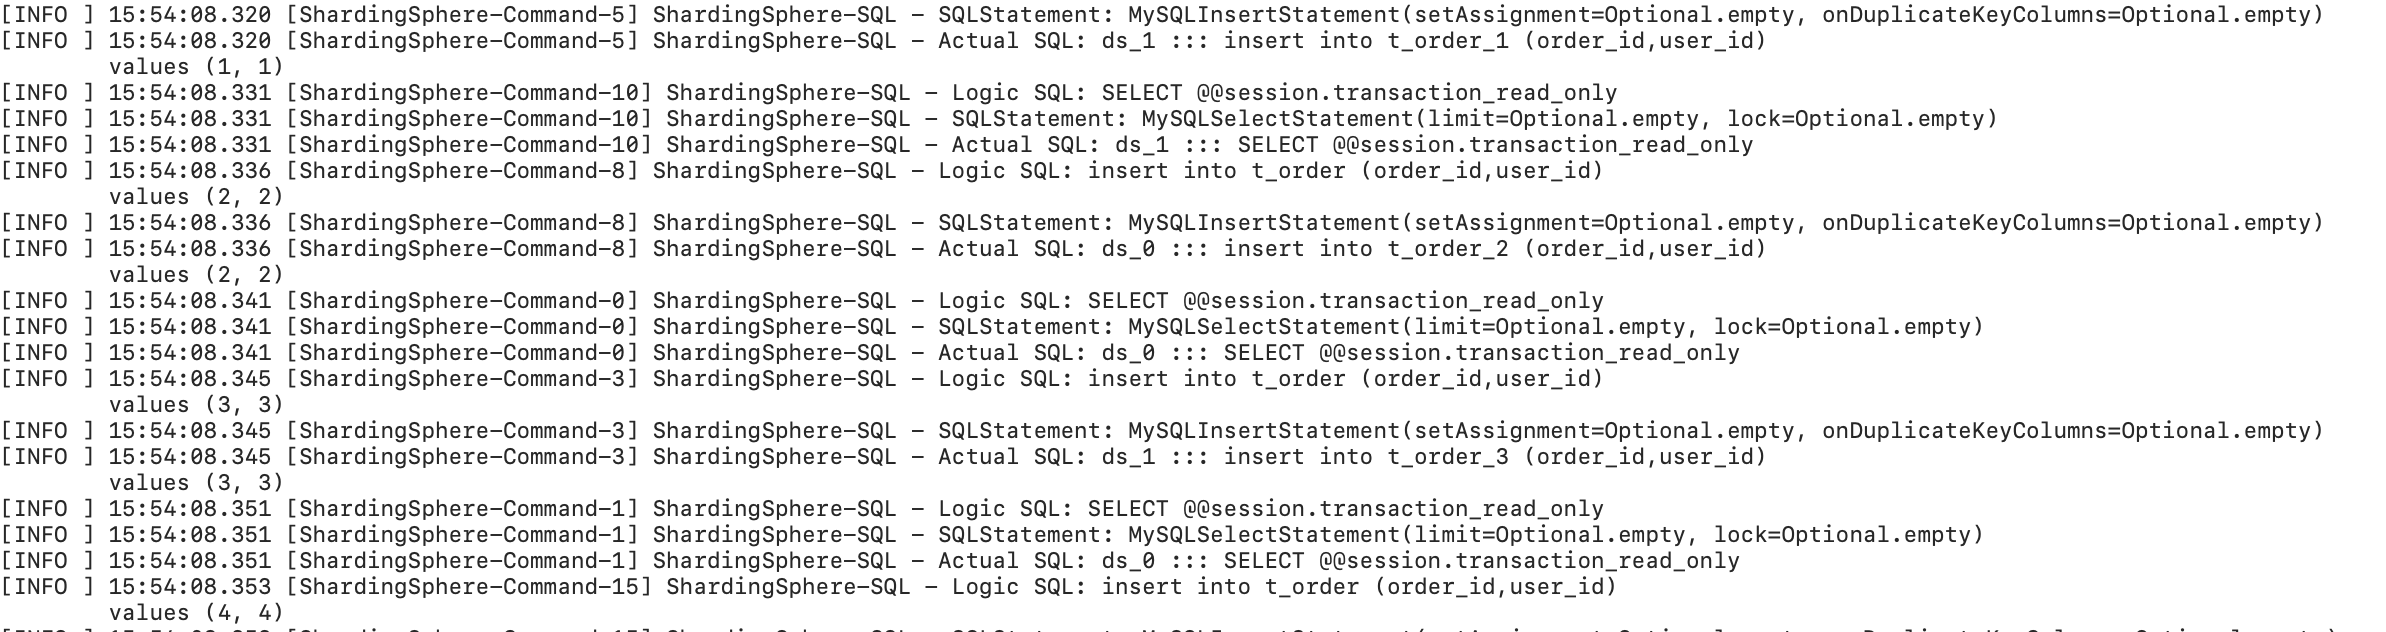 [INFO ] 15:54:08.320 [ShardingSphere-Command-5] ShardingSphere-SQL - SQLStatement: MySQLInsertStatement(setAssignment=Optional.empty, onDuplicateKeyColumns=Optional.empty)
[INFO ] 15:54:08.320 [ShardingSphere-Command-5] ShardingSphere-SQL - Actual SQL: ds_1 ::: insert into t_order_1 (order_id,user_id)
values (1, 1)
[INFO ] 15:54:08.331 [ShardingSphere-Command-10] ShardingSphere-SQL - Logic SQL: SELECT @@session.transaction_read_only
[INFO ] 15:54:08.331 [ShardingSphere-Command-10] ShardingSphere-SQL - SQLStatement: MySQLSelectStatement(limit=Optional.empty, lock=Optional.empty)
[INFO ] 15:54:08.331 [ShardingSphere-Command-10] ShardingSphere-SQL - Actual SQL: ds_1 ::: SELECT @@session.transaction_read_only
[INFO ] 15:54:08.336 [ShardingSphere-Command-8] ShardingSphere-SQL - Logic SQL: insert into t_order (order_id,user_id)
values (2, 2)
[INFO ] 15:54:08.336 [ShardingSphere-Command-8] ShardingSphere-SQL - SQLStatement: MySQLInsertStatement(setAssignment=Optional.empty, onDuplicateKeyColumns=Optional.empty)
[INFO ] 15:54:08.336 [ShardingSphere-Command-8] ShardingSphere-SQL - Actual SQL: ds_0 ::: insert into t_order_2 (order_id,user_id)
values (2, 2)
[INFO ] 15:54:08.341 [ShardingSphere-Command-0] ShardingSphere-SQL - Logic SQL: SELECT @@session.transaction_read_only
[INFO ] 15:54:08.341 [ShardingSphere-Command-0] ShardingSphere-SQL - SQLStatement: MySQLSelectStatement(limit=Optional.empty, lock=Optional.empty)
[INFO ] 15:54:08.341 [ShardingSphere-Command-0] ShardingSphere-SQL - Actual SQL: ds_0 ::: SELECT @@session.transaction_read_only
[INFO ] 15:54:08.345 [ShardingSphere-Command-3] ShardingSphere-SQL - Logic SQL: insert into t_order (order_id,user_id)
values (3, 3)
[INFO ] 15:54:08.345 [ShardingSphere-Command-3] ShardingSphere-SQL - SQLStatement: MySQLInsertStatement(setAssignment=Optional.empty, onDuplicateKeyColumns=Optional.empty)
[INFO ] 15:54:08.345 [ShardingSphere-Command-3] ShardingSphere-SQL - Actual SQL: ds_1 ::: insert into t_order_3 (order_id,user_id)
values (3, 3)
[INFO ] 15:54:08.351 [ShardingSphere-Command-1] ShardingSphere-SQL - Logic SQL: SELECT @@session.transaction_read_only
[INFO ] 15:54:08.351 [ShardingSphere-Command-1] ShardingSphere-SQL - SQLStatement: MySQLSelectStatement(limit=Optional.empty, lock=Optional.empty)
[INFO ] 15:54:08.351 [ShardingSphere-Command-1] ShardingSphere-SQL - Actual SQL: ds_0 ::: SELECT @@session.transaction_read_only
[INFO ] 15:54:08.353 [ShardingSphere-Command-15] ShardingSphere-SQL - Logic SQL: insert into t_order (order_id,user_id)
values (4, 4)